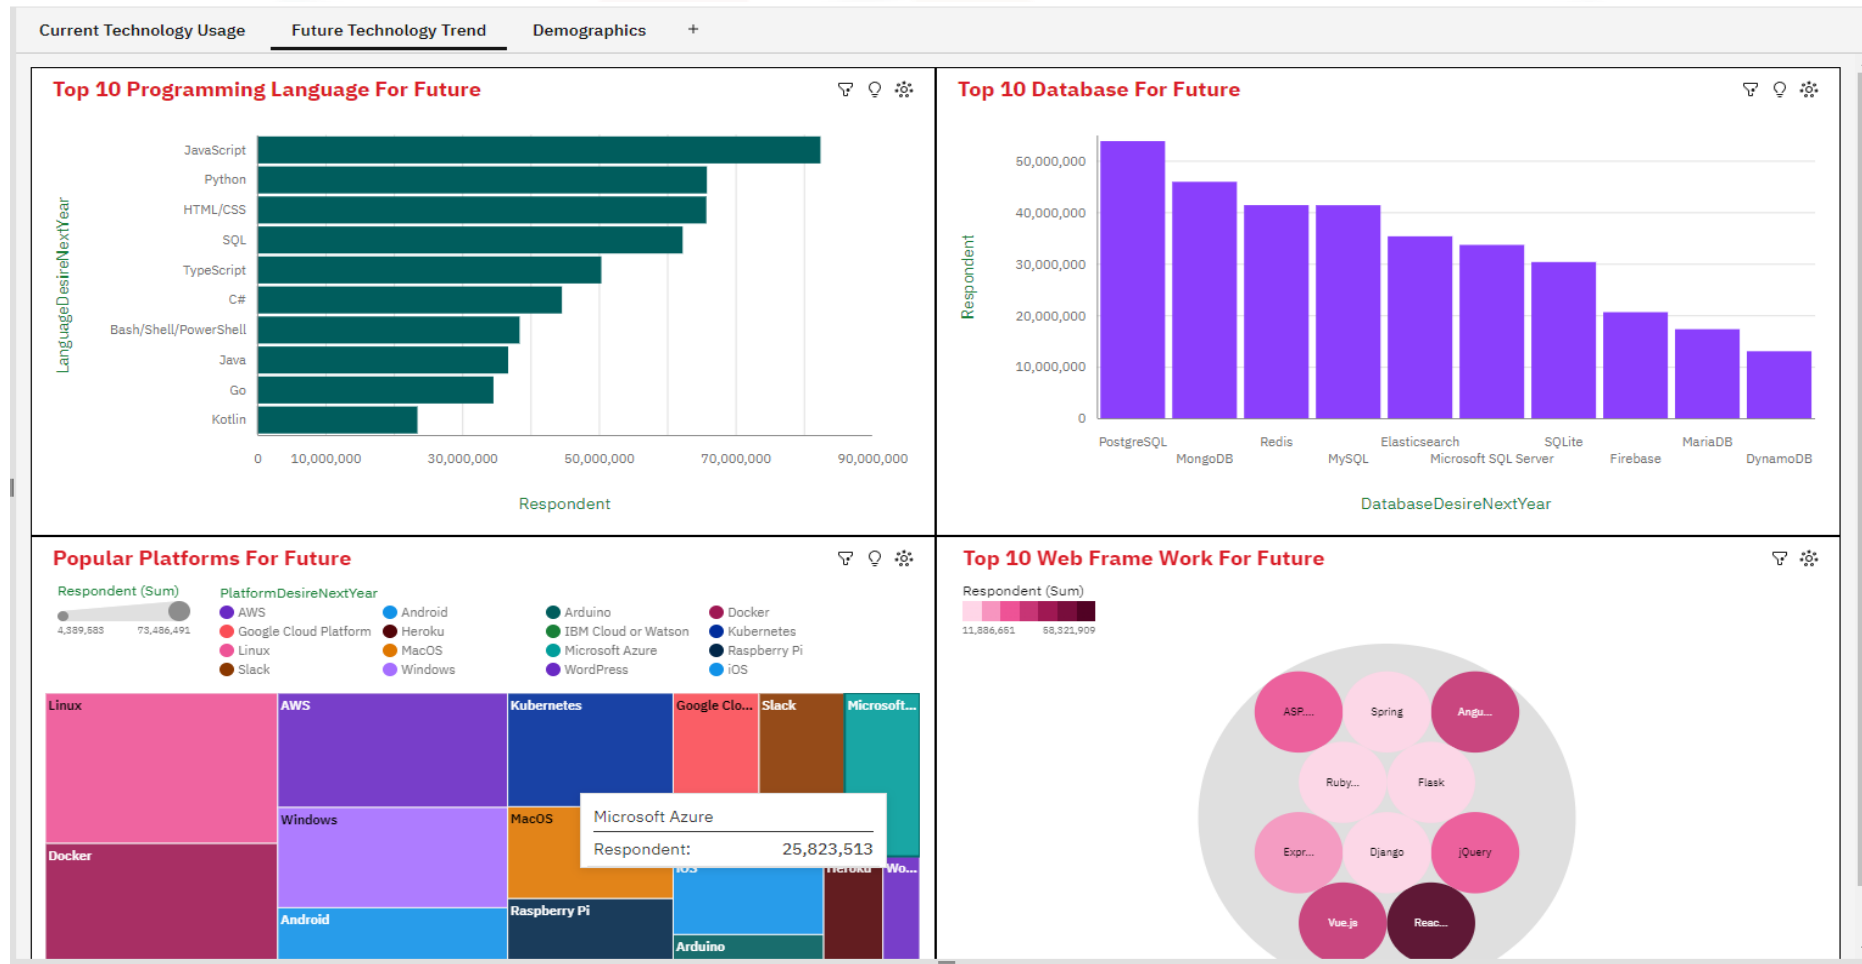 Current Technology Usage
Future Technology Trend
Demographics
+
Top 10 Programming Language For Future
LanguageDesireNextYear
JavaScript
Python
HTML/CSS
SQL
TypeScript
C#
Bash/Shell/PowerShell
Java
Go
Kotlin
0 10,000,000 30,000,000 50,000,000 70,000,000 90,000,000
Respondent
Top 10 Database For Future
Respondent
50,000,000
40,000,000
30,000,000
20,000,000
10,000,000
0
PostgreSQL Redis Elasticsearch SQLite MariaDB
MongoDB MySQL Microsoft SQL Server Firebase DynamoDB
DatabaseDesireNextYear
Popular Platforms For Future
Respondent (Sum)
4,389,583 73,486,491
PlatformDesireNextYear
AWS Android Arduino Docker
Google Cloud Platform Heroku IBM Cloud or Watson Kubernetes
Linux MacOS Microsoft Azure Raspberry Pi
Slack Windows WordPress iOS
Linux
AWS
Kubernetes
Google Clo...
Slack
Microsoft...
Windows
MacOS
Microsoft Azure
Respondent: 25,823,513
Docker
iOS
Heroku
Wo...
Android
Raspberry Pi
Arduino
Top 10 Web Frame Work For Future
Respondent (Sum)
11,886,651 58,321,909
ASP....
Spring
Angu...
Ruby...
Flask
Expr...
Django
jQuery
Vue.js
Reac...